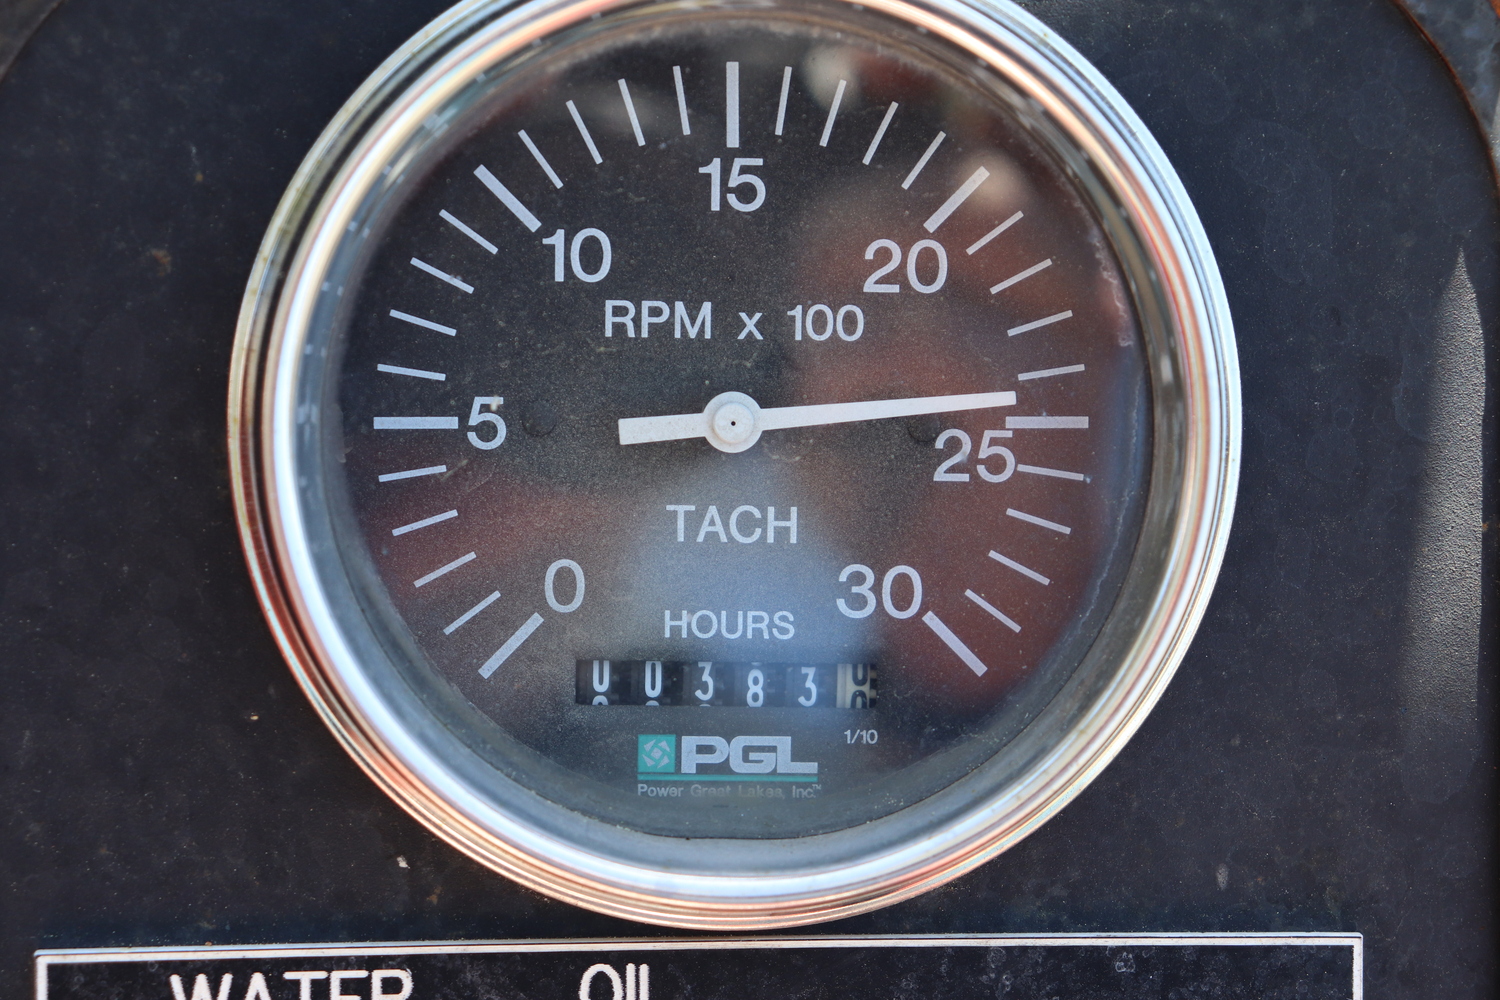 15
10
20
RPM x 100
5
25
TACH
0
30
HOURS
0 0 3 8 3
1/10
PGL
Power Great Lakes, Inc.™
WATER OIL